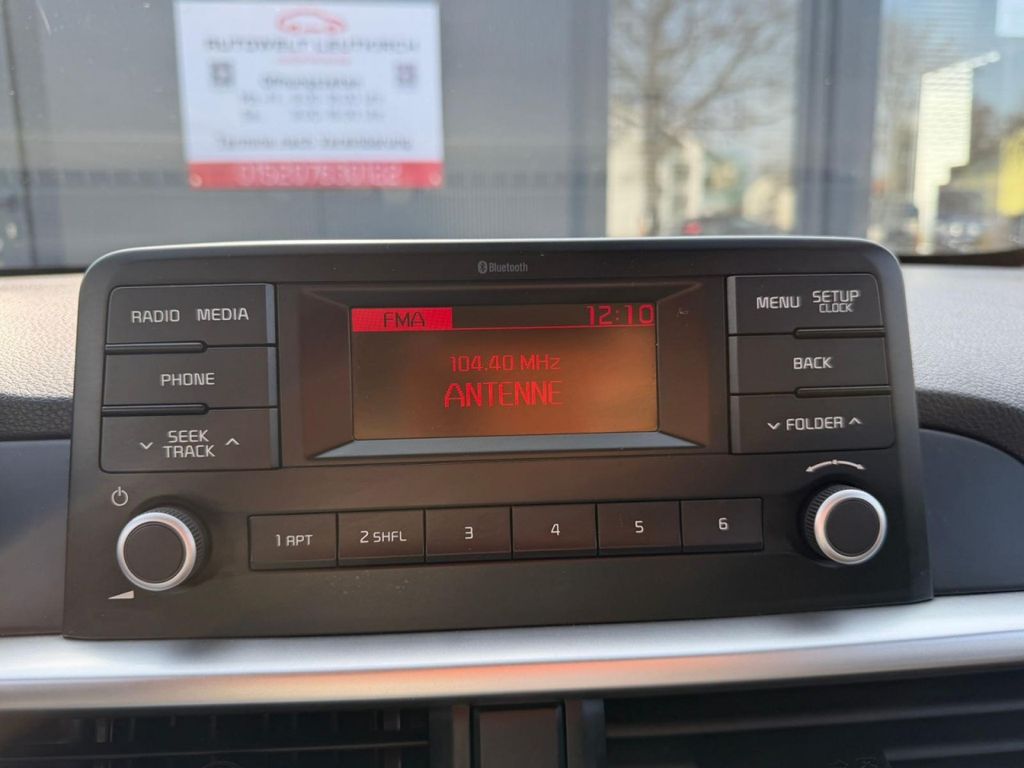 Bluetooth
RADIO MEDIA
PHONE
SEEK
TRACK
FMA 12:10
104.40 MHz
ANTENNE
MENU SETUP
CLOCK
BACK
FOLDER
1 APT
2 SHFL
3
4
5
6